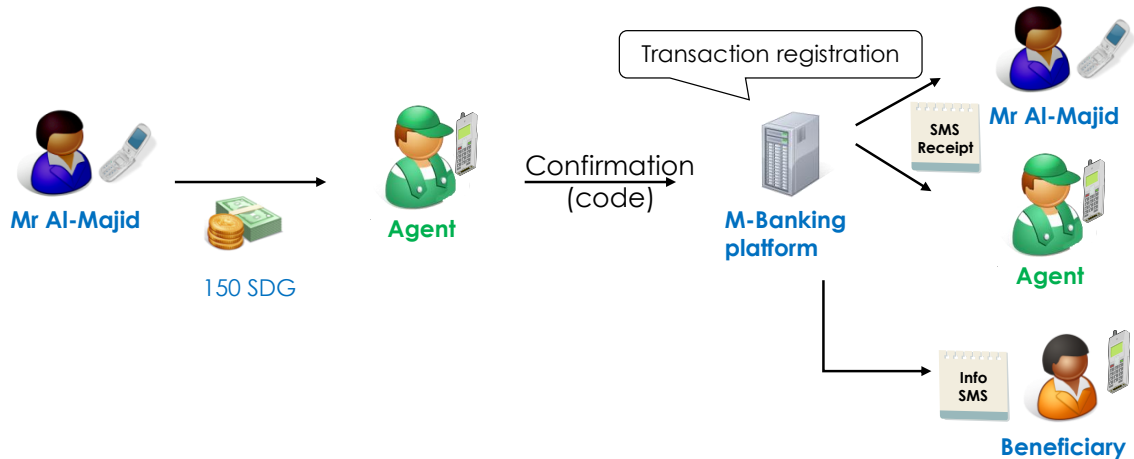 Transaction registration
Mr Al-Majid
150 SDG
Agent
Confirmation
(code)
M-Banking
platform
SMS
Receipt
Mr Al-Majid
Agent
Info
SMS
Beneficiary